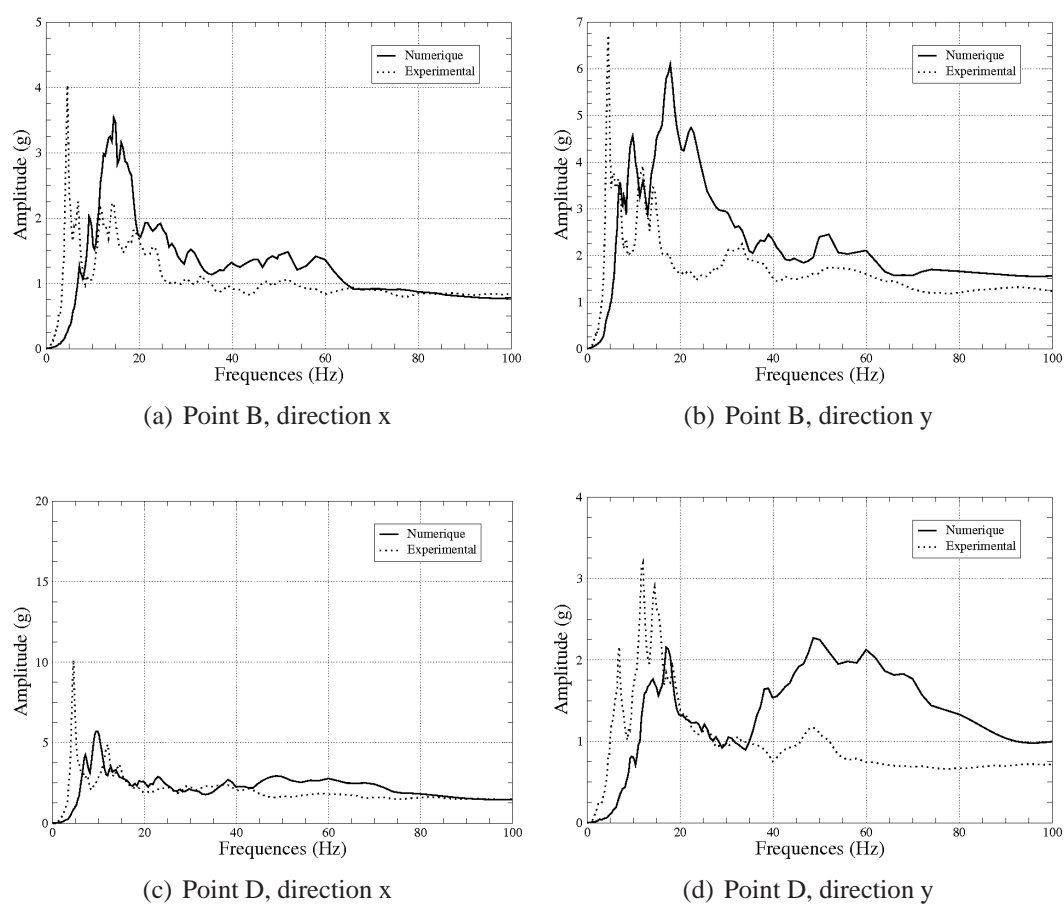 5
4
3
2
1
0
0 20 40 60 80 100
Amplitude (g)
Frequences (Hz)
Numerique
Experimental
(a) Point B, direction x
7
6
5
4
3
2
1
0
0 20 40 60 80 100
Amplitude (g)
Frequences (Hz)
Numerique
Experimental
(b) Point B, direction y
20
15
10
5
0
0 20 40 60 80 100
Amplitude (g)
Frequences (Hz)
Numerique
Experimental
(c) Point D, direction x
4
3
2
1
0
0 20 40 60 80 100
Amplitude (g)
Frequences (Hz)
Numerique
Experimental
(d) Point D, direction y